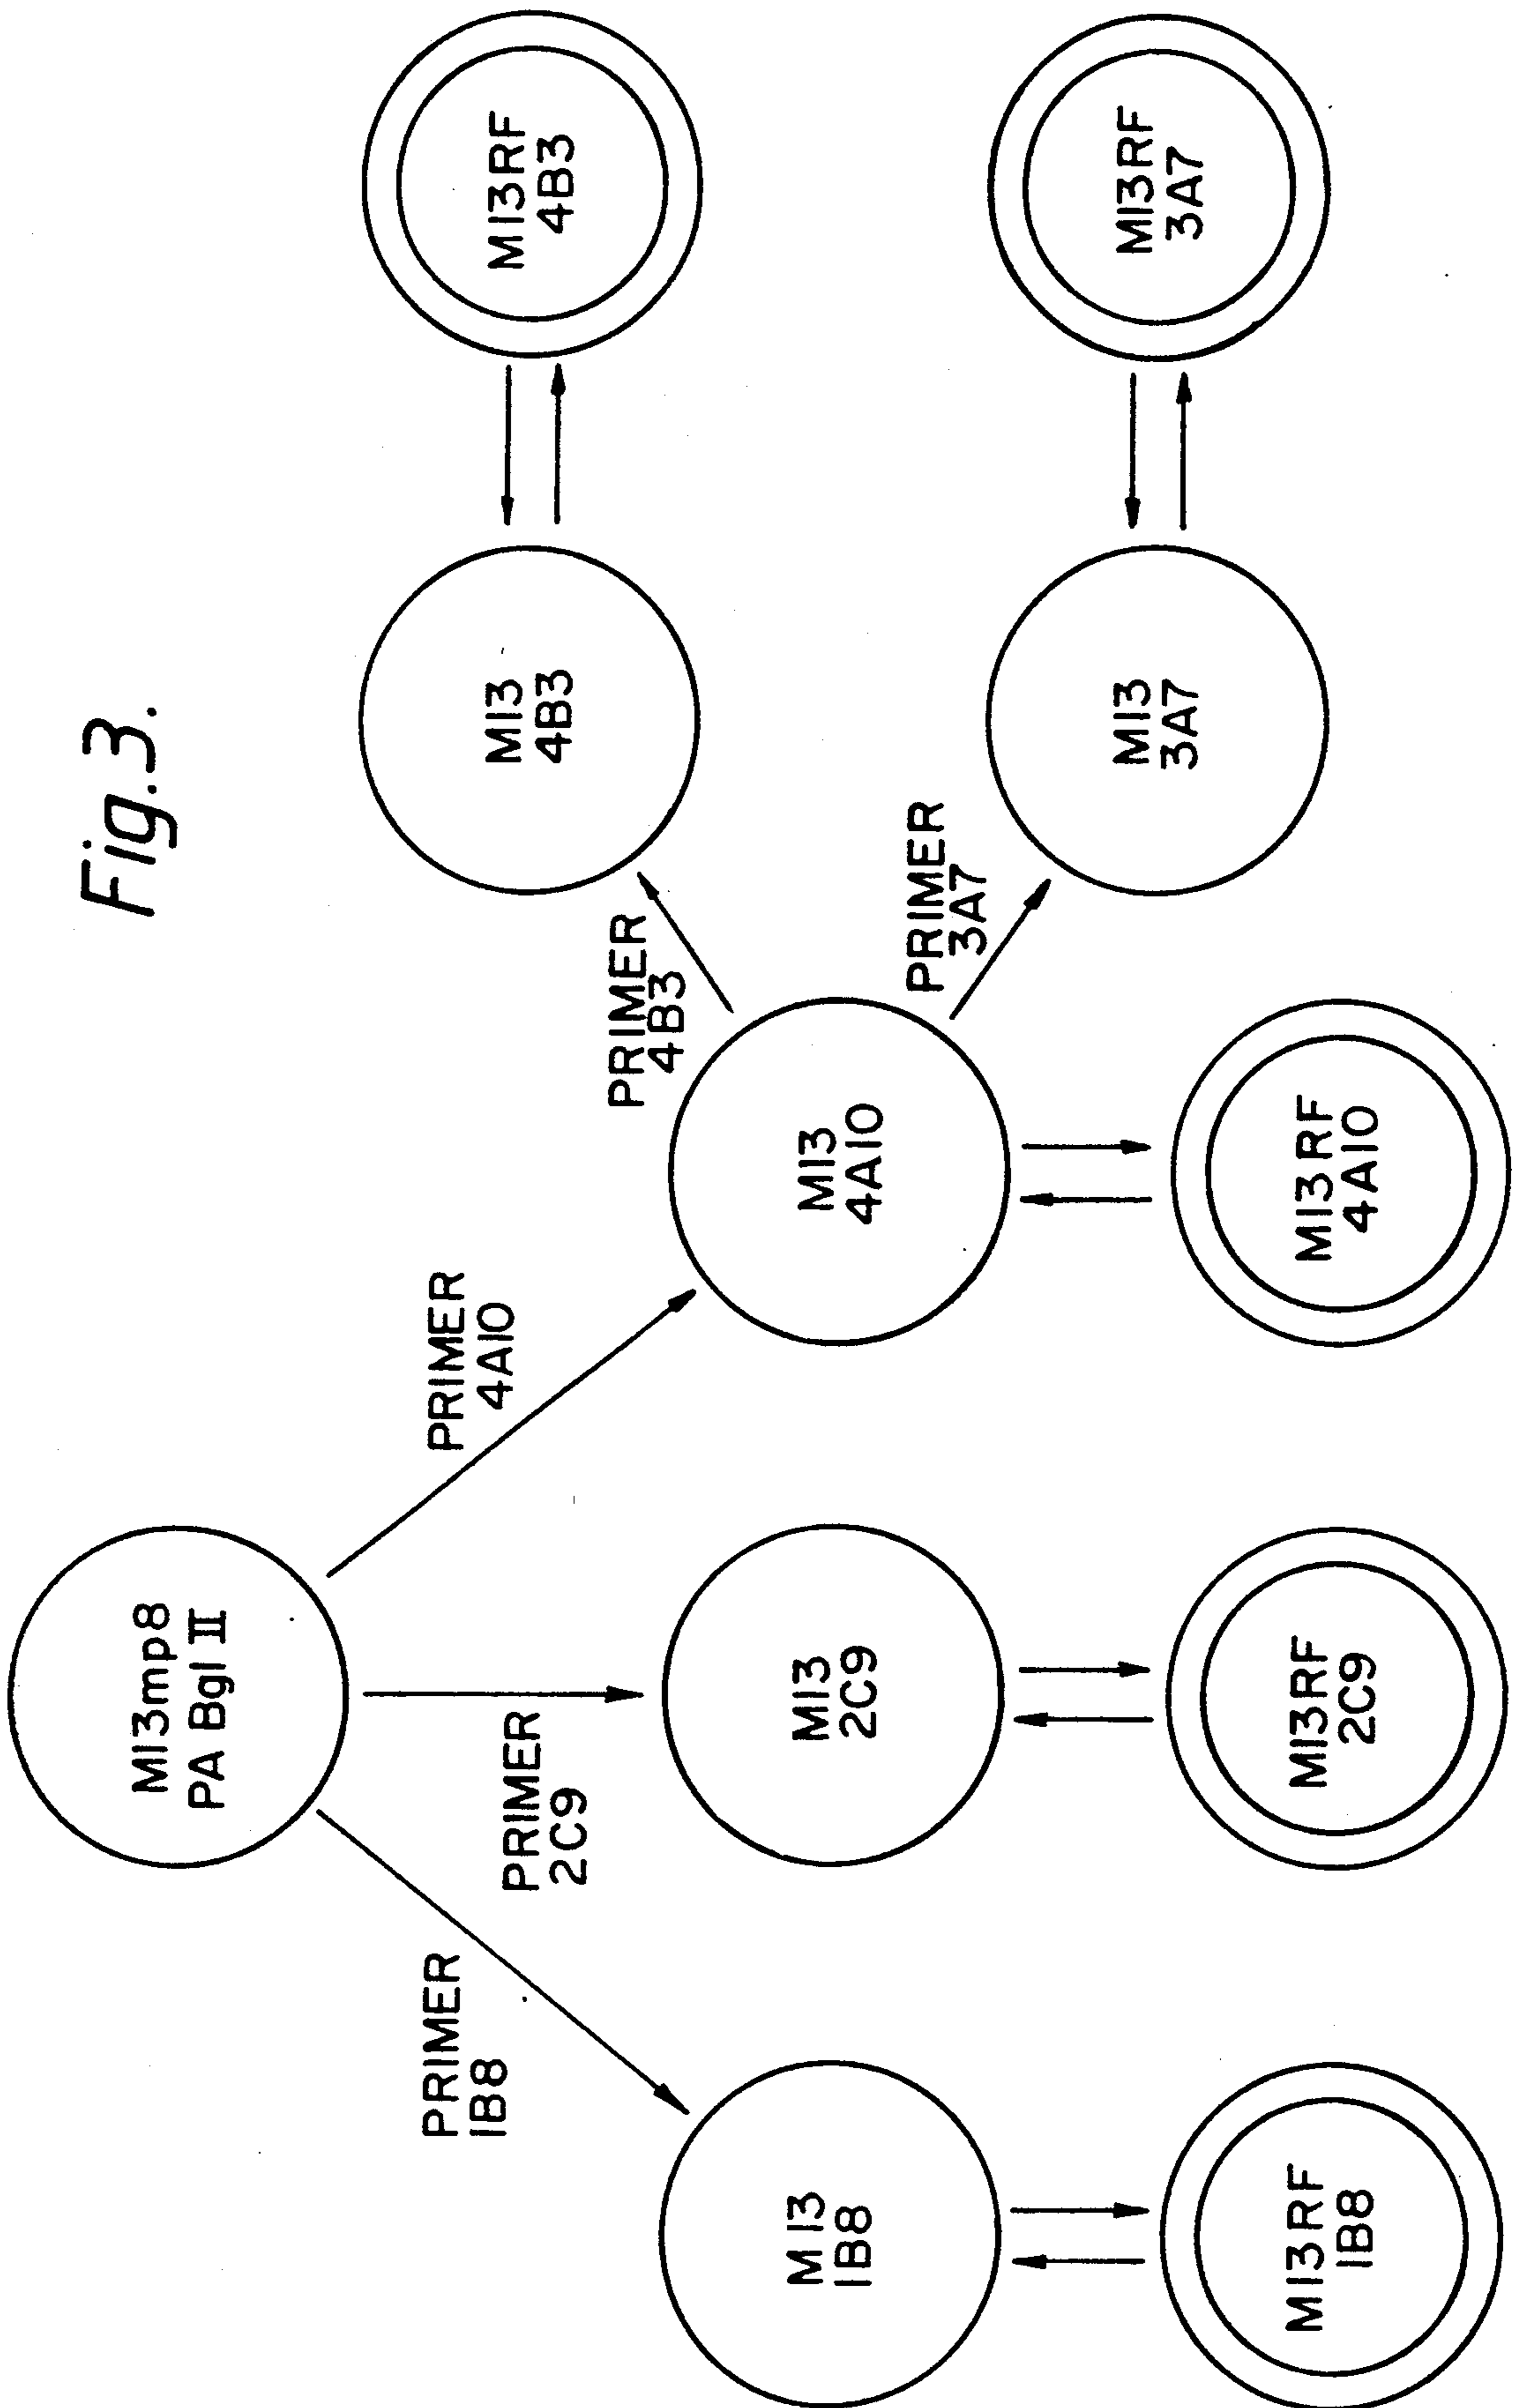 Fig.3.
M13mp8
PA Bgl II
PRIMER
1B8
PRIMER
2C9
PRIMER
4A10
M13
1B8
M13
2C9
M13
4A10
PRIMER
4B3
PRIMER
3A7
M13
4B3
M13
3A7
M13RF
4B3
M13RF
3A7
M13RF
1B8
M13RF
2C9
M13RF
4A10